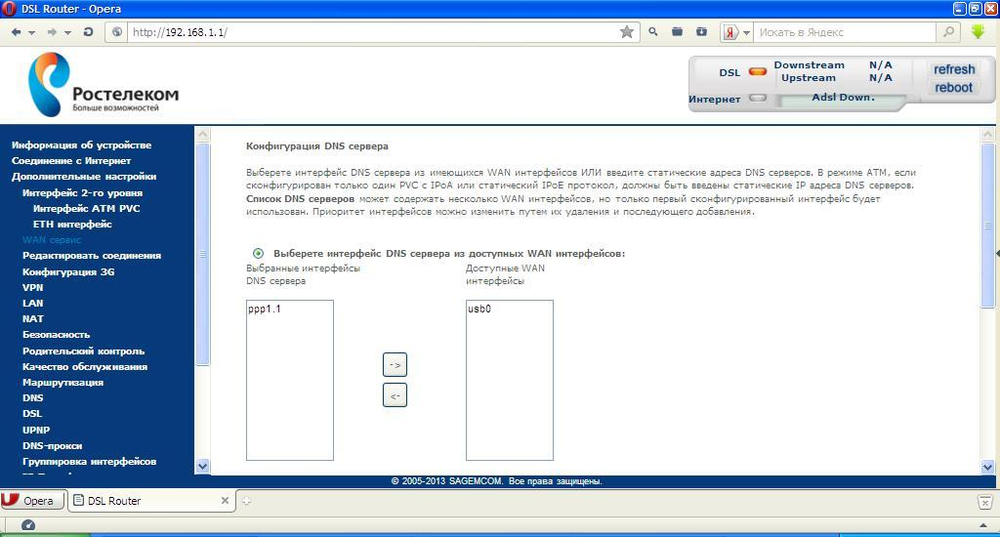 DSL Router - Opera
http://192.168.1.1/
Я
Искать в Яндекс
Ростелеком
Больше возможностей
DSL
Downstream N/A
Upstream N/A
Интернет
Adsl Down.
refresh
reboot
Информация об устройстве
Соединение с Интернет
Дополнительные настройки
Интерфейс 2-го уровня
Интерфейс ATM PVC
ETH интерфейс
WAN сервис
Редактировать соединения
Конфигурация 3G
VPN
LAN
NAT
Безопасность
Родительский контроль
Качество обслуживания
Маршрутизация
DNS
DSL
UPNP
DNS-прокси
Группировка интерфейсов
Конфигурация DNS сервера
Выберете интерфейс DNS сервера из имеющихся WAN интерфейсов ИЛИ введите статические адреса DNS серверов. В режиме ATM, если
сконфигурирован только один PVC с IPoA или статический IPoE протокол, должны быть введены статические IP адреса DNS серверов.
Список DNS серверов может содержать несколько WAN интерфейсов, но только первый сконфигурированный интерфейс будет
использован. Приоритет интерфейсов можно изменить путем их удаления и последующего добавления.
Выберете интерфейс DNS сервера из доступных WAN интерфейсов:
Выбранные интерфейсы
DNS сервера
Доступные WAN
интерфейсы
ppp1.1
usb0
->
<-
© 2005-2013 SAGEMCOM. Все права защищены.
Opera
DSL Router